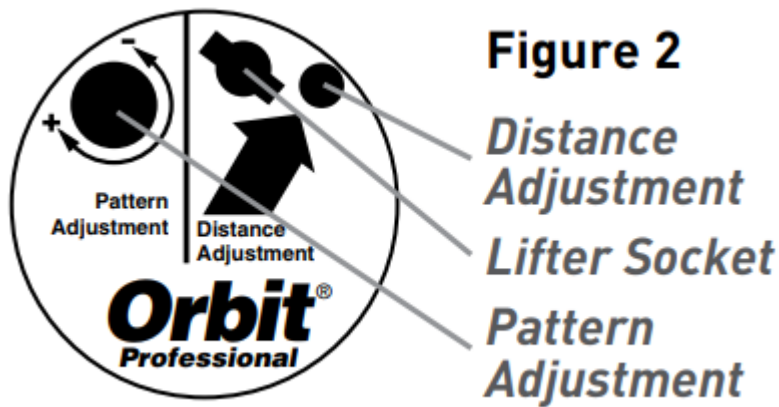 -
+
Pattern
Adjustment
Distance
Adjustment
Orbit®
Professional
Figure 2
Distance
Adjustment
Lifter Socket
Pattern
Adjustment